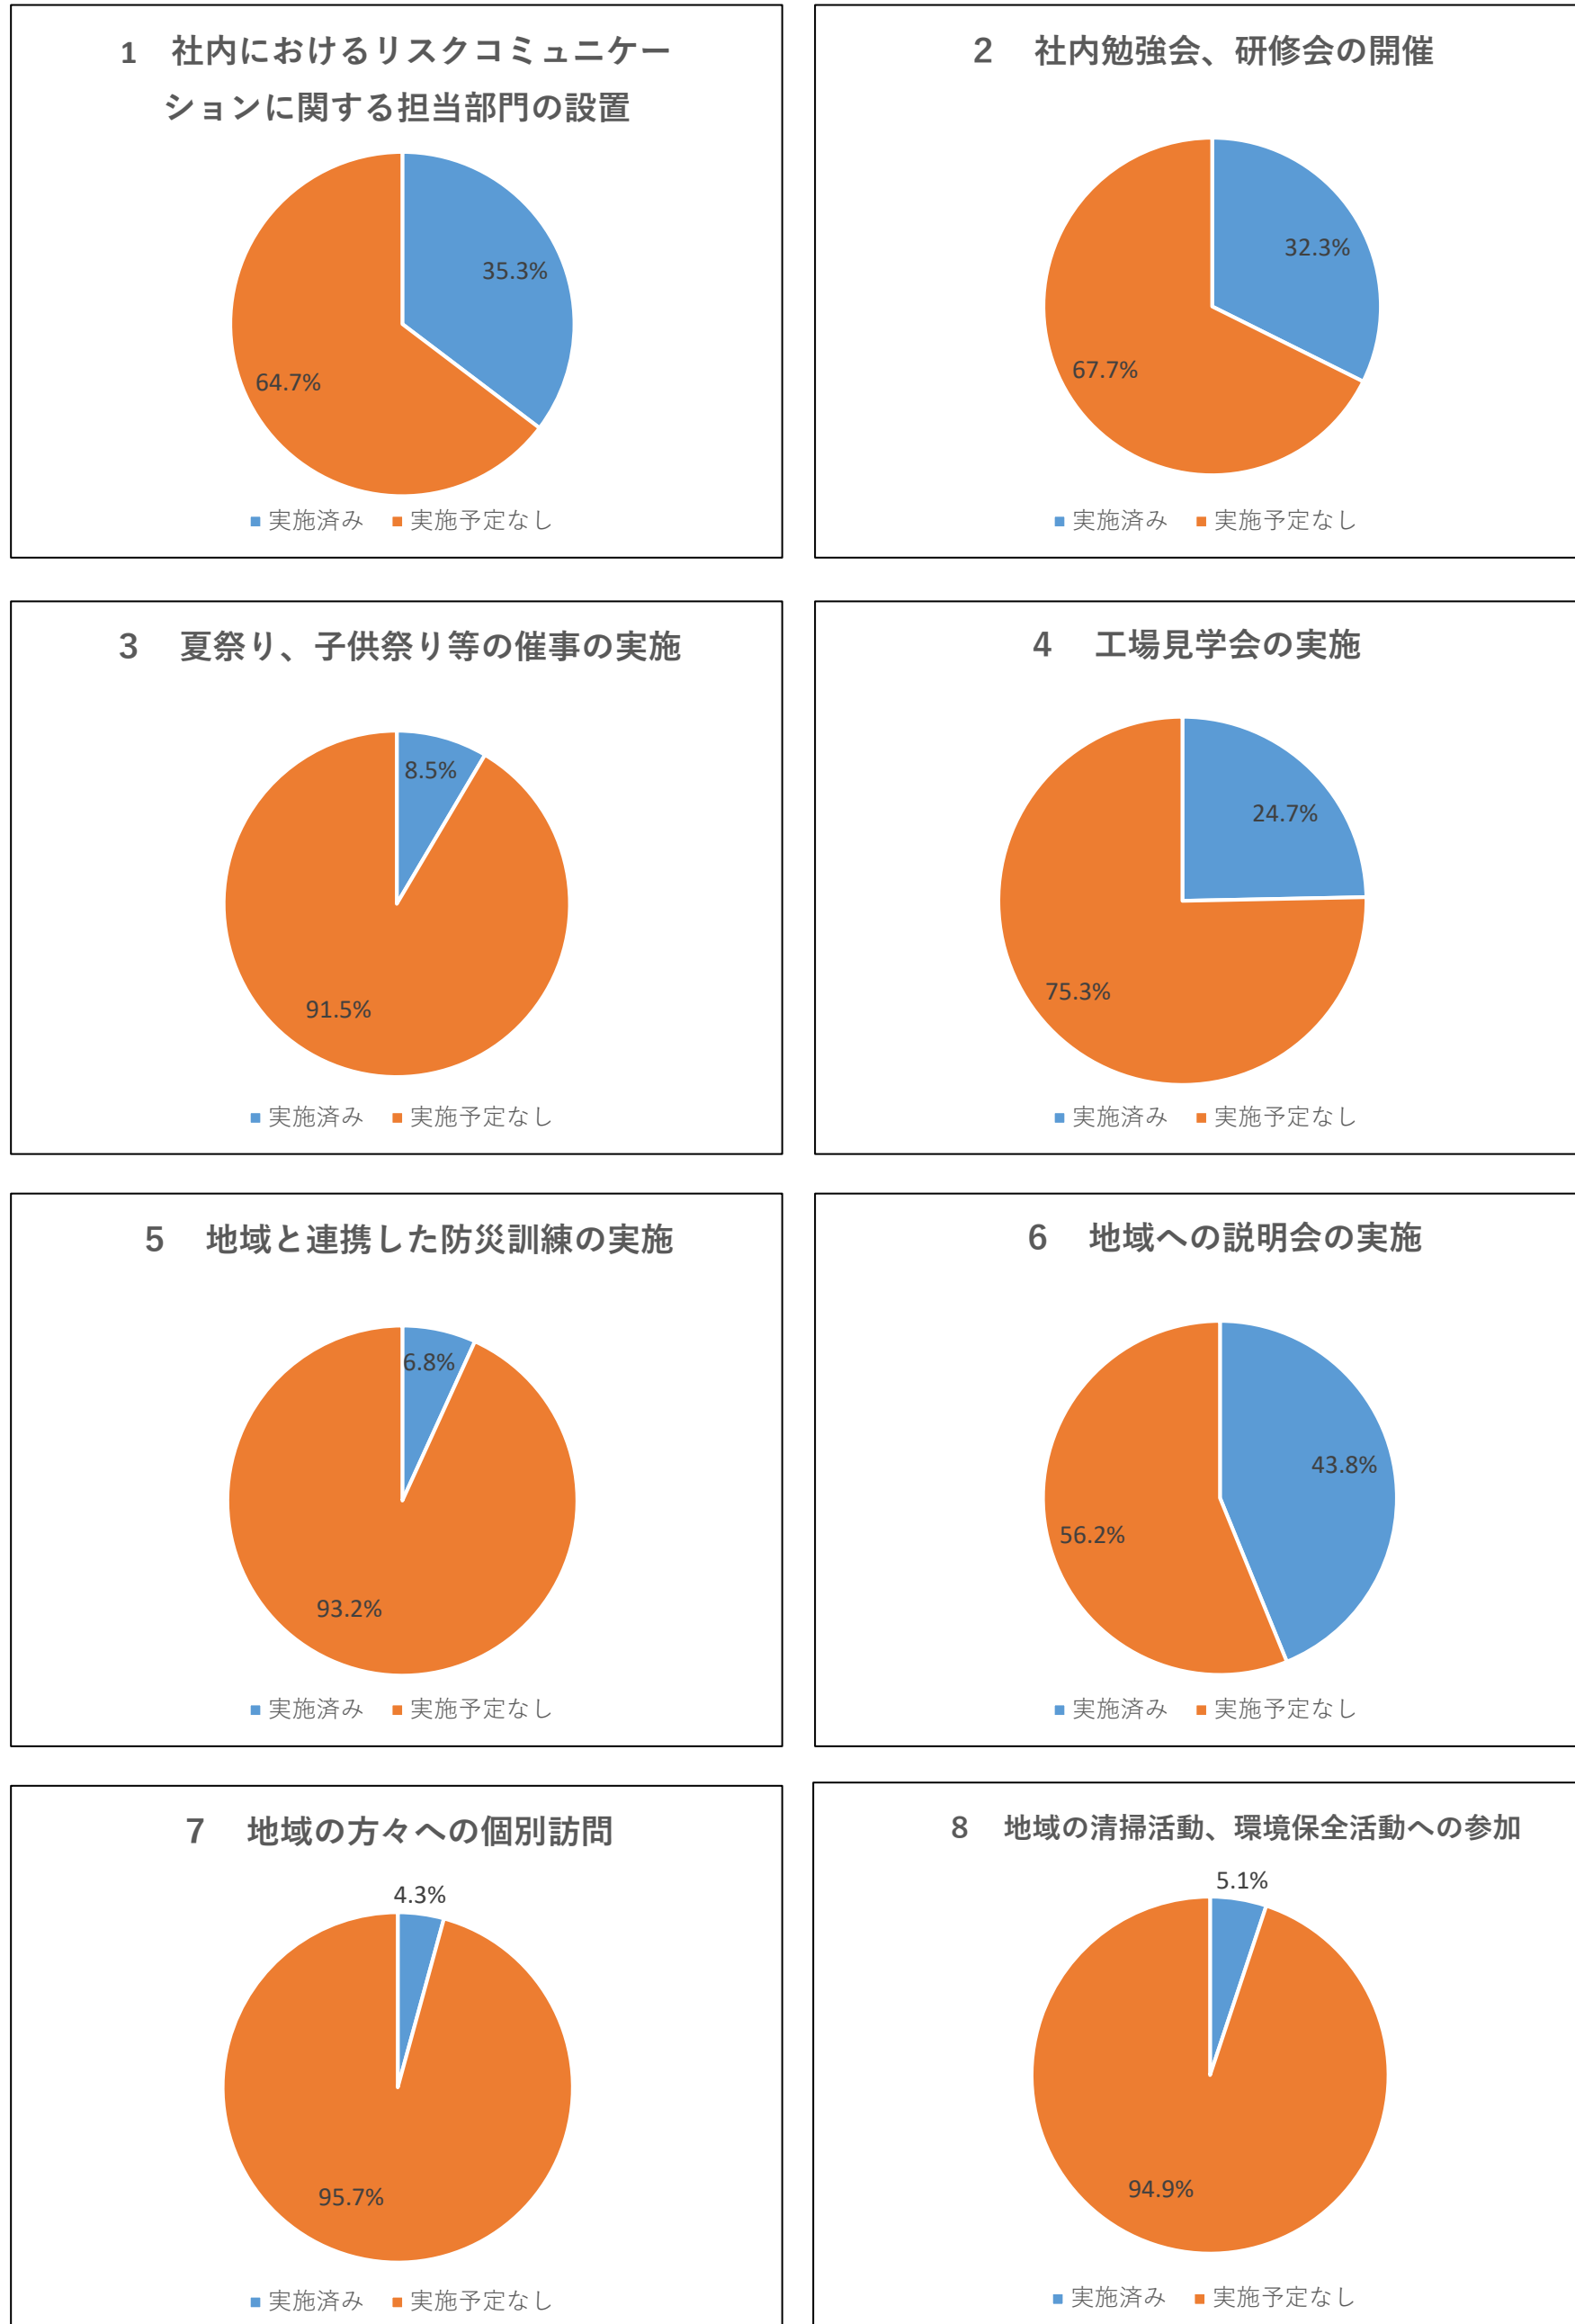 1 社内におけるリスクコミュニケー
ションに関する担当部門の設置
35.3%
64.7%
実施済み 実施予定なし
2 社内勉強会、研修会の開催
32.3%
67.7%
実施済み 実施予定なし
3 夏祭り、子供祭り等の催事の実施
8.5%
91.5%
実施済み 実施予定なし
4 工場見学会の実施
24.7%
75.3%
実施済み 実施予定なし
5 地域と連携した防災訓練の実施
6.8%
93.2%
実施済み 実施予定なし
6 地域への説明会の実施
43.8%
56.2%
実施済み 実施予定なし
7 地域の方々への個別訪問
4.3%
95.7%
実施済み 実施予定なし
8 地域の清掃活動、環境保全活動への参加
5.1%
94.9%
実施済み 実施予定なし